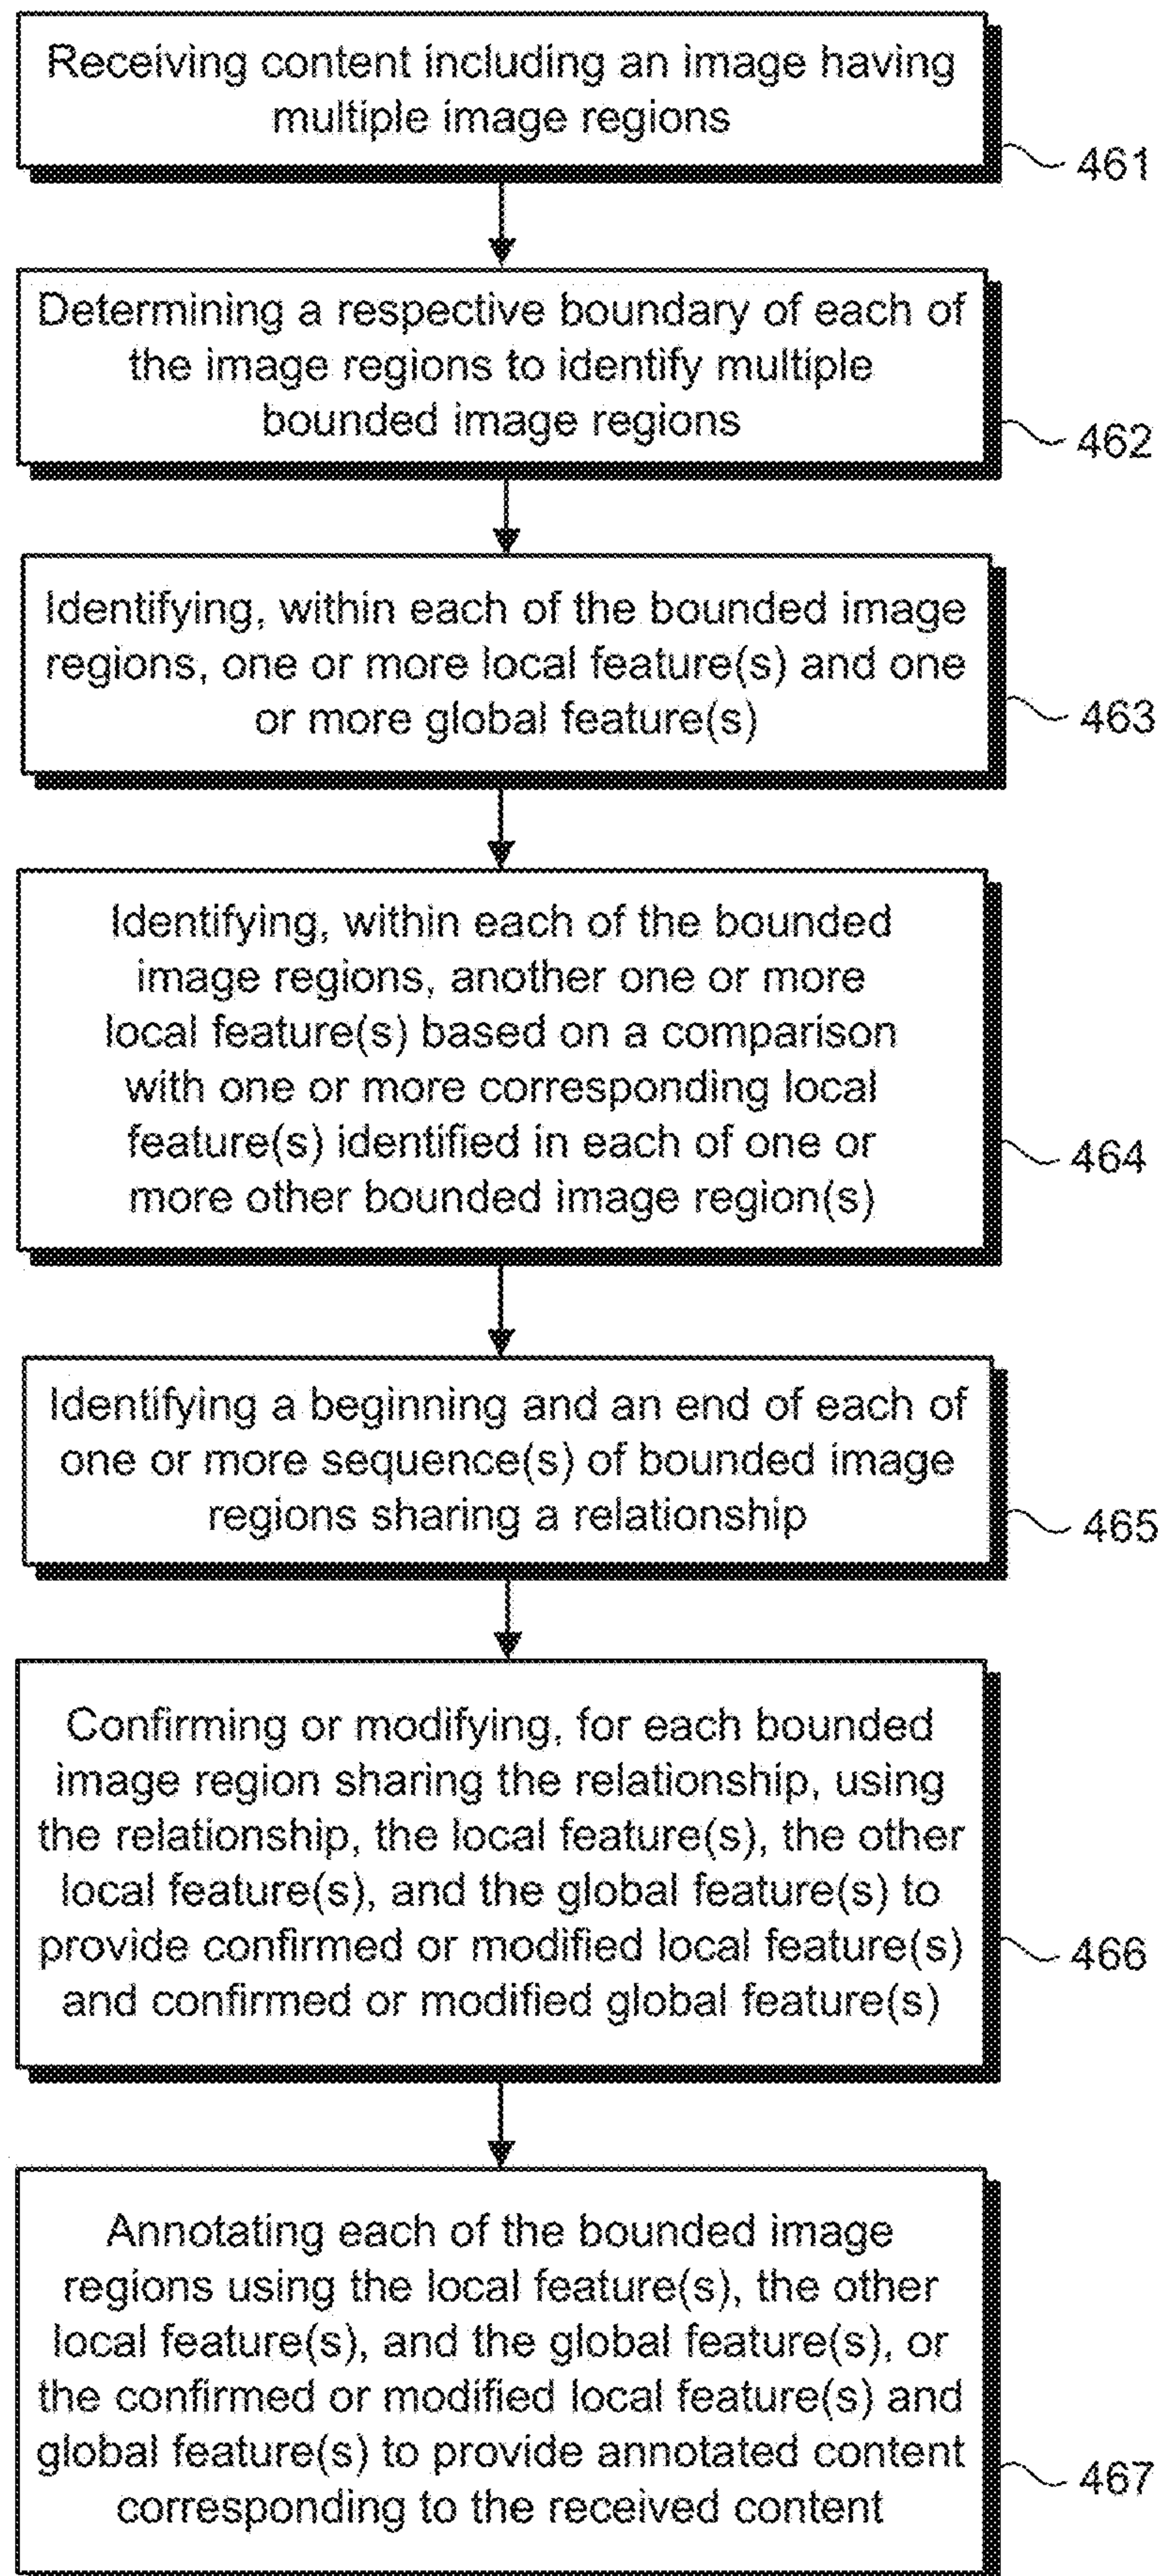 Receiving content including an image having
multiple image regions
461
Determining a respective boundary of each of
the image regions to identify multiple
bounded image regions
462
Identifying, within each of the bounded image
regions, one or more local feature(s) and one
or more global feature(s)
463
Identifying, within each of the bounded
image regions, another one or more
local feature(s) based on a comparison
with one or more corresponding local
feature(s) identified in each of one or
more other bounded image region(s)
464
Identifying a beginning and an end of each of
one or more sequence(s) of bounded image
regions sharing a relationship
465
Confirming or modifying, for each bounded
image region sharing the relationship, using
the relationship, the local feature(s), the other
local feature(s), and the global feature(s) to
provide confirmed or modified local feature(s)
and confirmed or modified global feature(s)
466
Annotating each of the bounded image
regions using the local feature(s), the other
local feature(s), and the global feature(s), or
the confirmed or modified local feature(s) and
global feature(s) to provide annotated content
corresponding to the received content
467